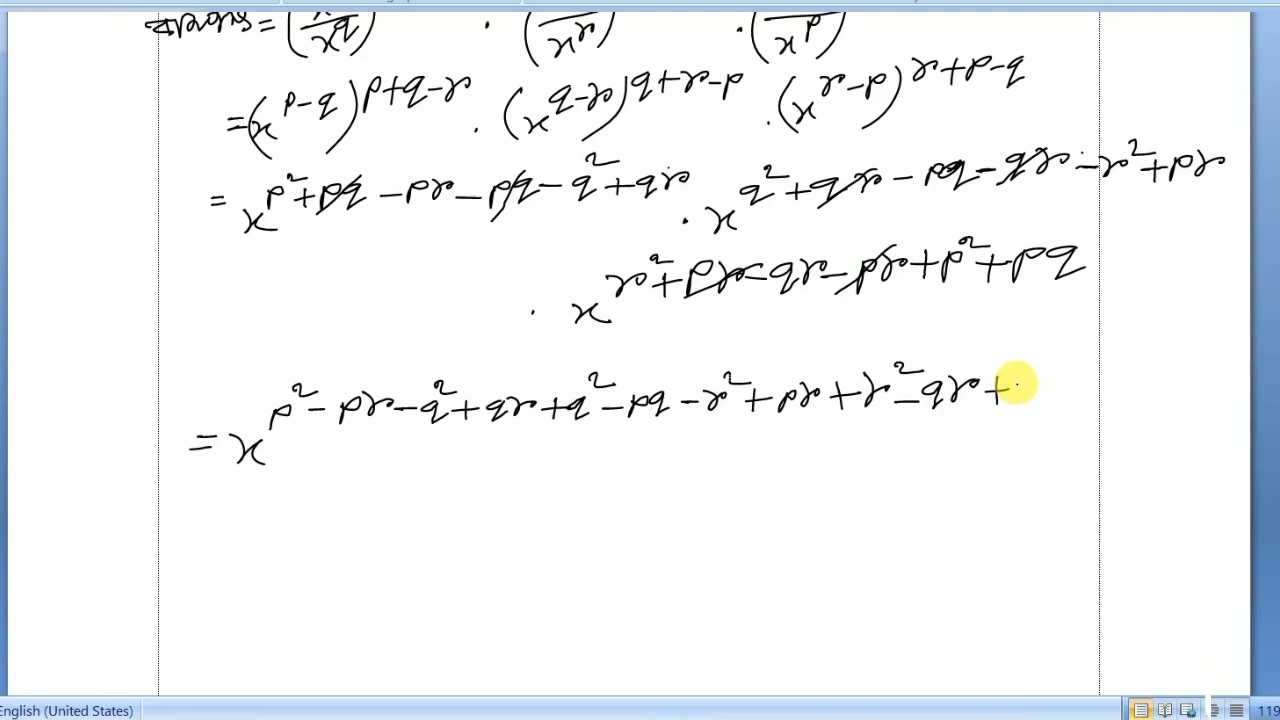 = (x/x^q) · (/x^r) · (/x^p)
= (x^{p-q})^{p+q-r} · (x^{q-r})^{q+r-p} · (x^{r-p})^{r+p-q}
= x^{p²+pq-pr-pq-q²+qr} · x^{q²+qr-pq-qr-r²+pr}
· x^{r²+pr-qr-pr+p²+pq}
= x^{p²-pr-q²+qr+q²-pq-r²+pr+r²-qr+
English (United States)
119